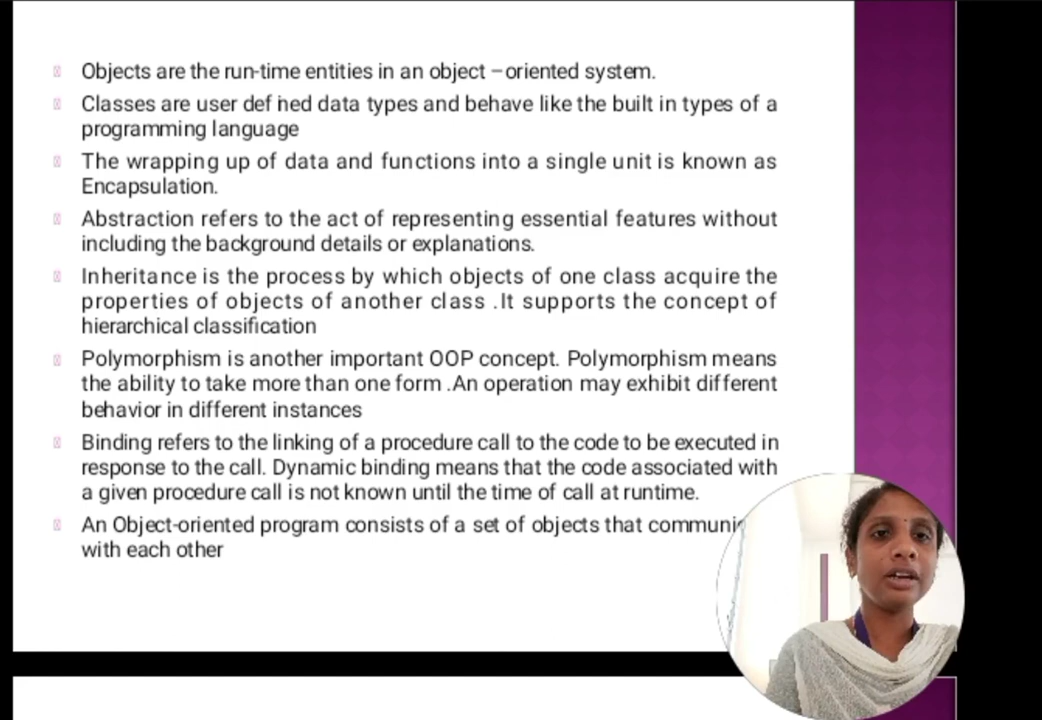 Objects are the run-time entities in an object –oriented system.
Classes are user def ined data types and behave like the built in types of a
programming language
The wrapping up of data and functions into a single unit is known as
Encapsulation.
Abstraction refers to the act of representing essential features without
including the background details or explanations.
Inheritance is the process by which objects of one class acquire the
properties of objects of another class .It supports the concept of
hierarchical classification
Polymorphism is another important OOP concept. Polymorphism means
the ability to take more than one form .An operation may exhibit different
behavior in different instances
Binding refers to the linking of a procedure call to the code to be executed in
response to the call. Dynamic binding means that the code associated with
a given procedure call is not known until the time of call at runtime.
An Object-oriented program consists of a set of objects that
with each other